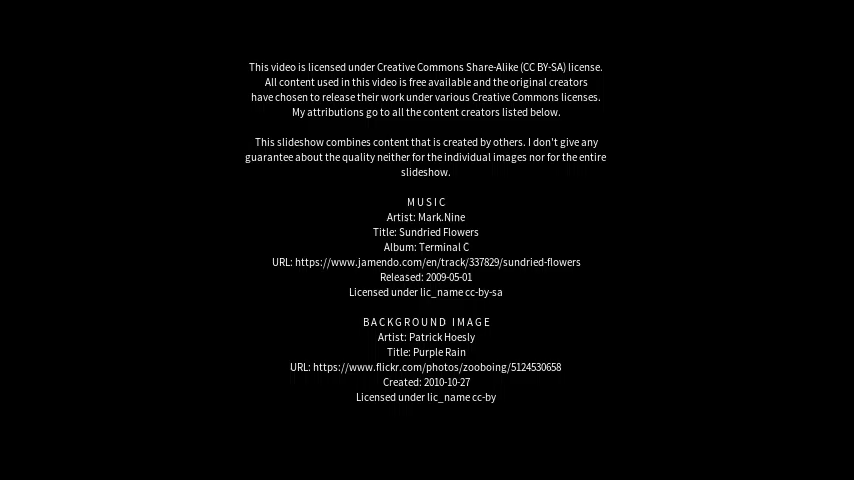 This video is licensed under Creative Commons Share-Alike (CC BY-SA) license.
All content used in this video is free available and the original creators
have chosen to release their work under various Creative Commons licenses.
My attributions go to all the content creators listed below.
This slideshow combines content that is created by others. I don't give any
guarantee about the quality neither for the individual images nor for the entire
slideshow.
M U S I C
Artist: Mark.Nine
Title: Sundried Flowers
Album: Terminal C
URL: https://www.jamendo.com/en/track/337829/sundried-flowers
Released: 2009-05-01
Licensed under lic_name cc-by-sa
B A C K G R O U N D   I M A G E
Artist: Patrick Hoesly
Title: Purple Rain
URL: https://www.flickr.com/photos/zooboing/5124530658
Created: 2010-10-27
Licensed under lic_name cc-by